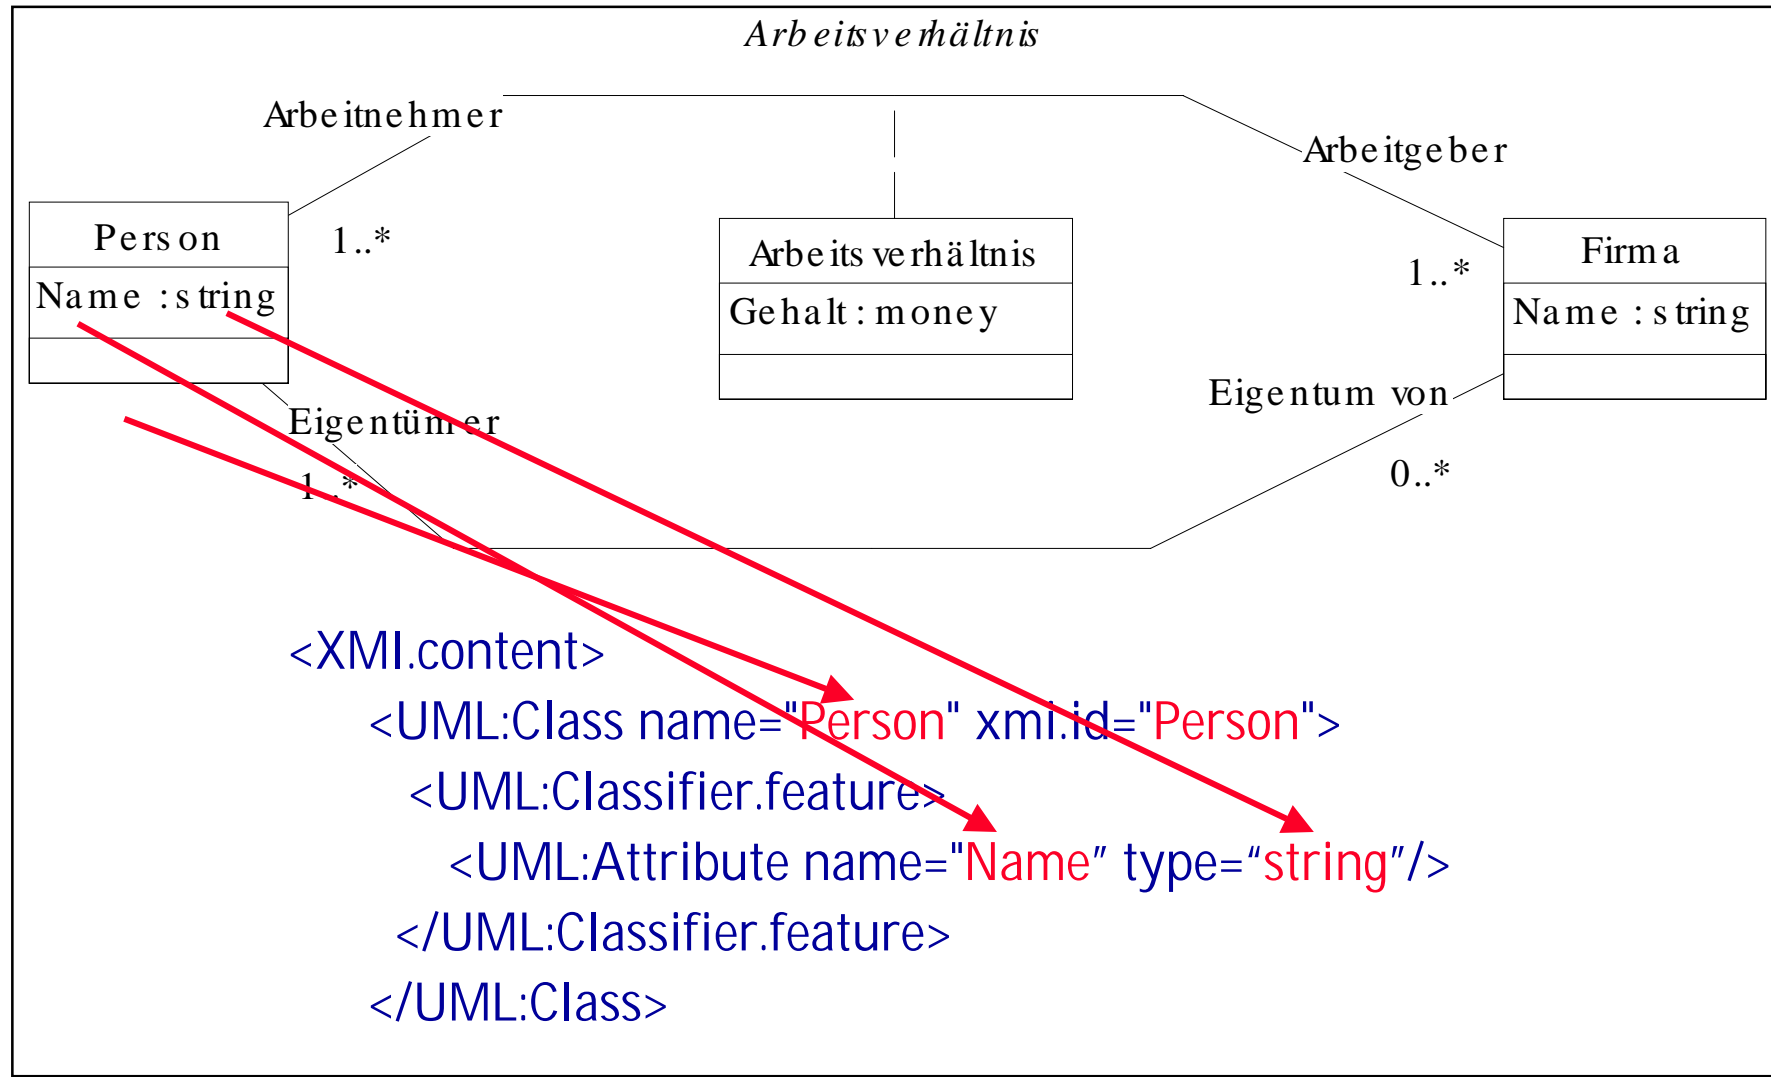 Arbeitsverhältnis
Arbeitnehmer
Arbeitgeber
Person
1..*
Name : string
Arbeitsverhältnis
Gehalt : money
1..*
Firma
Name : string
Eigentümer
1..*
Eigentum von
0..*
<XMI.content>
<UML:Class name="Person" xmi.id="Person">
<UML:Classifier.feature>
<UML:Attribute name="Name” type=“string”/>
</UML:Classifier.feature>
</UML:Class>